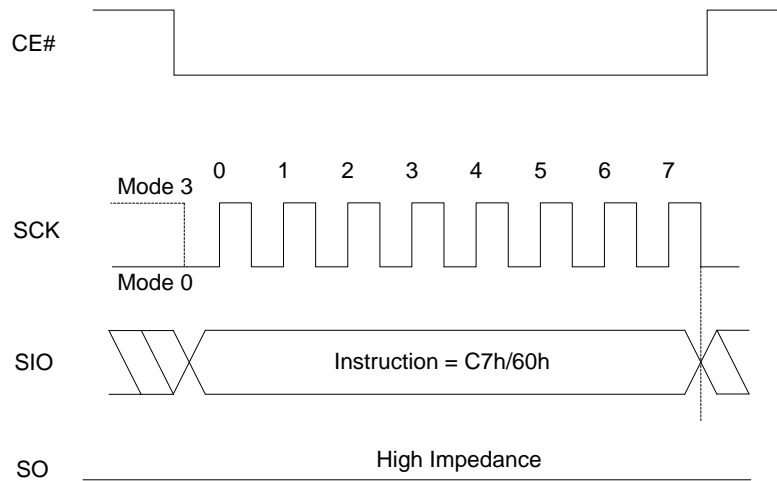 CE#
0 1 2 3 4 5 6 7
Mode 3
SCK
Mode 0
SIO
Instruction = C7h/60h
High Impedance
SO